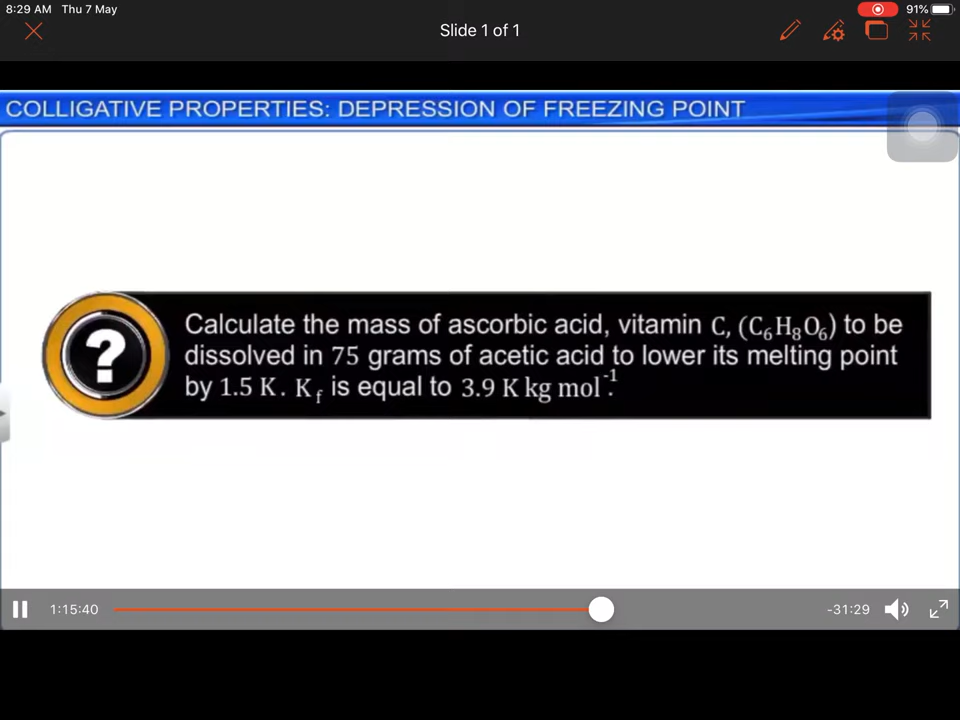 8:29 AM Thu 7 May
91%
Slide 1 of 1
COLLIGATIVE PROPERTIES: DEPRESSION OF FREEZING POINT
?
Calculate the mass of ascorbic acid, vitamin C, (C₆H₈O₆) to be
dissolved in 75 grams of acetic acid to lower its melting point
by 1.5 K. K_f is equal to 3.9 K kg mol⁻¹.
1:15:40
-31:29